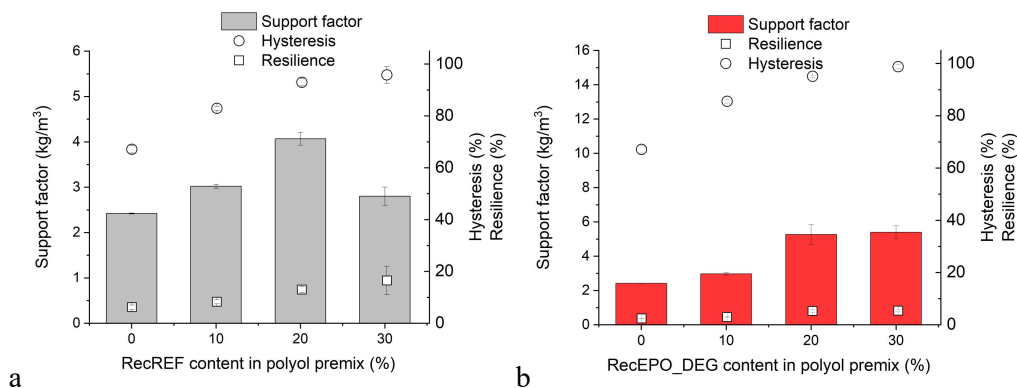 Support factor
Hysteresis
Resilience
6
5
4
3
2
1
0
Support factor (kg/m³)
100
80
60
40
20
0
Hysteresis (%)
Resilience (%)
0 10 20 30
RecREF content in polyol premix (%)
a
Support factor
Resilience
Hysteresis
16
14
12
10
8
6
4
2
0
Support factor (kg/m³)
100
80
60
40
20
0
Hysteresis (%)
Resilience (%)
0 10 20 30
RecEPO_DEG content in polyol premix (%)
b